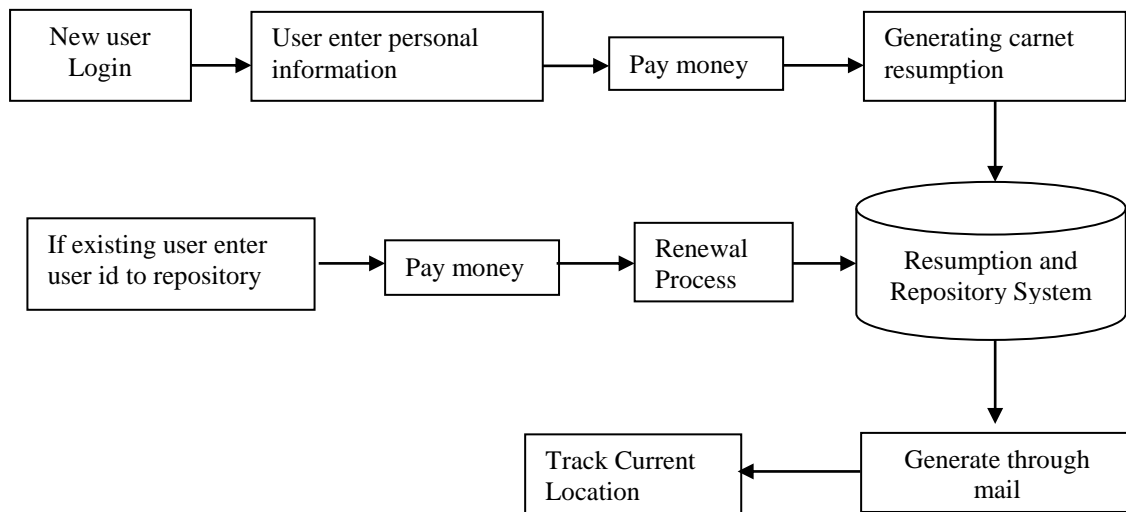 New user
Login
User enter personal
information
Pay money
Generating carnet
resumption
If existing user enter
user id to repository
Pay money
Renewal
Process
Resumption and
Repository System
Track Current
Location
Generate through
mail